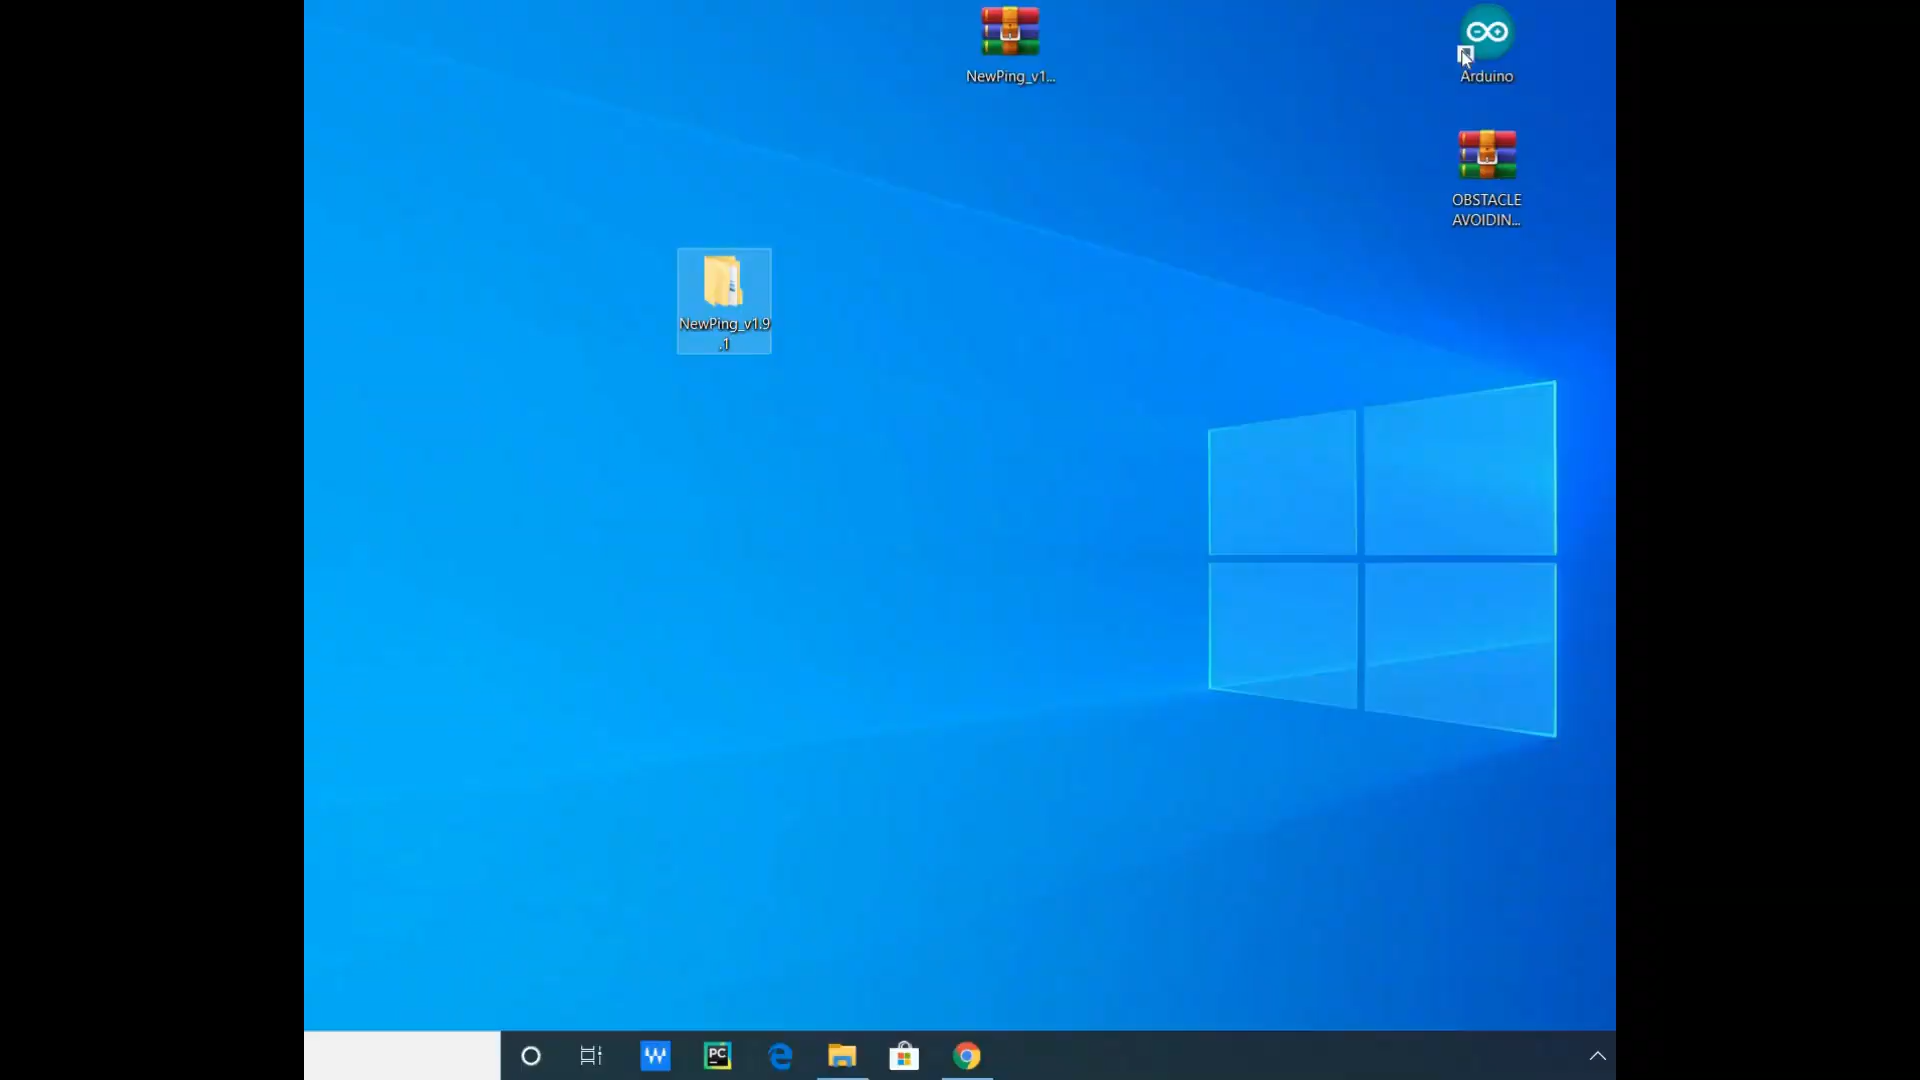 NewPing_v1...
Arduino
OBSTACLE
AVOIDIN...
NewPing_v1.9
.1
W
PC